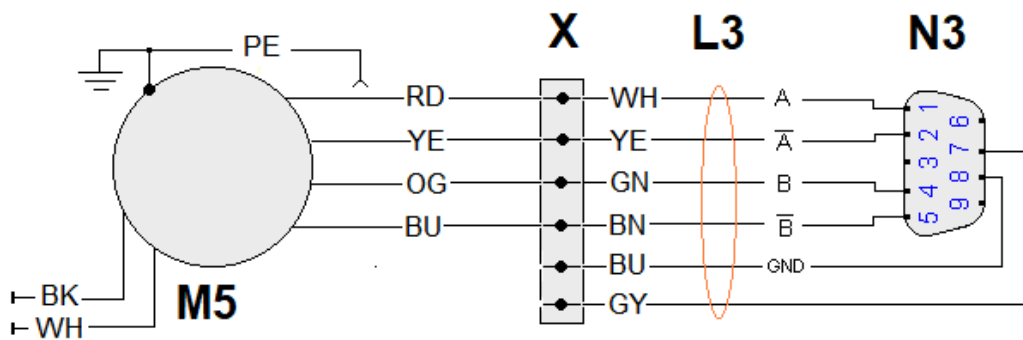 X L3 N3
PE
RD WH A 1 6
YE YE A̅ 2 7
OG GN B 3 8
BU BN B̅ 4 9
5
BU GND
BK M5
GY
WH